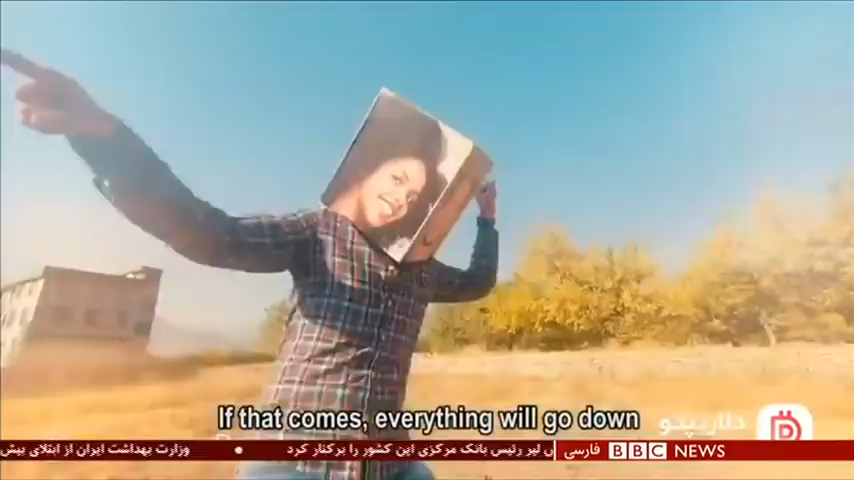 If that comes, everything will go down
دلاریپتو
لیر رئیس بانک مرکزی این کشور را برکنار کرد
وزارت بهداشت ایران از ابتلای بیش
BBC NEWS فارسی